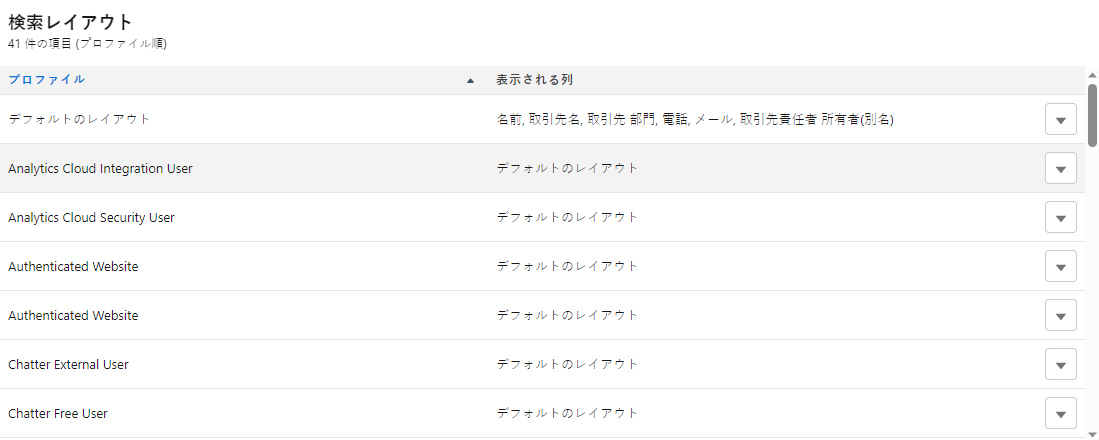 検索レイアウト
41 件の項目 (プロファイル順)
プロファイル 表示される列
デフォルトのレイアウト 名前, 取引先名, 取引先 部門, 電話, メール, 取引先責任者 所有者(別名)
Analytics Cloud Integration User デフォルトのレイアウト
Analytics Cloud Security User デフォルトのレイアウト
Authenticated Website デフォルトのレイアウト
Authenticated Website デフォルトのレイアウト
Chatter External User デフォルトのレイアウト
Chatter Free User デフォルトのレイアウト